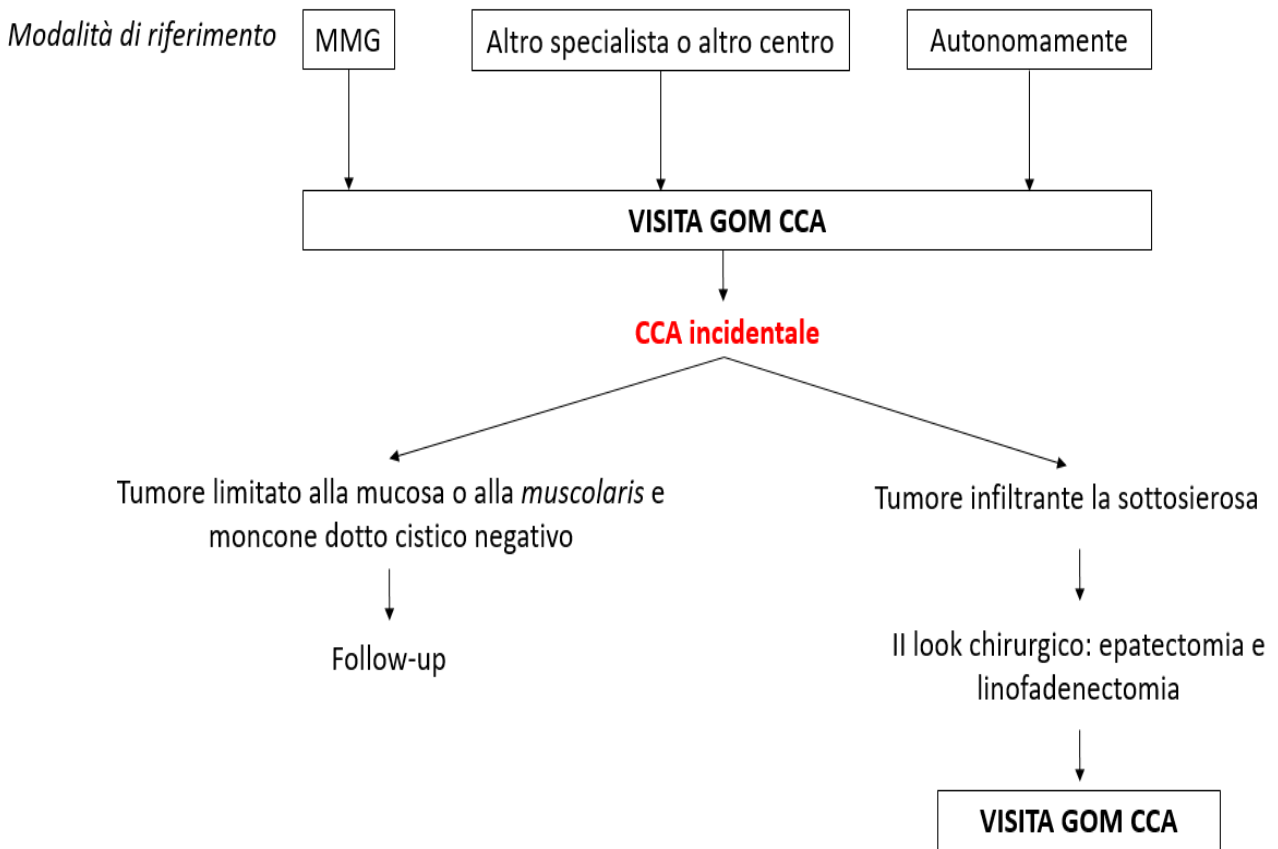 Modalità di riferimento
MMG
Altro specialista o altro centro
Autonomamente
VISITA GOM CCA
CCA incidentale
Tumore limitato alla mucosa o alla muscolaris e
moncone dotto cistico negativo
Tumore infiltrante la sottosierosa
Follow-up
II look chirurgico: epatectomia e
linofadenectomia
VISITA GOM CCA